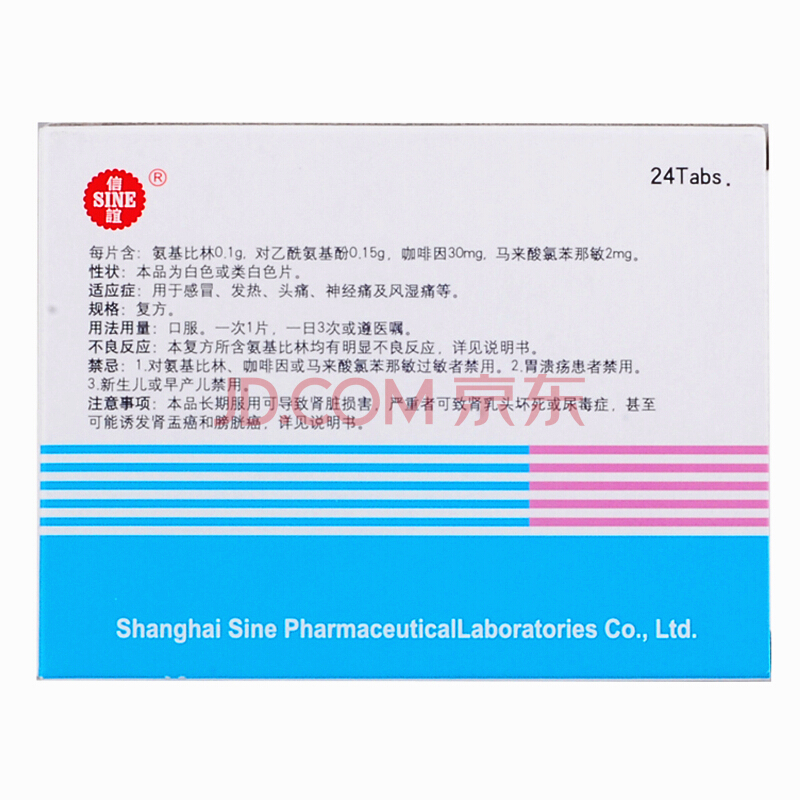 信
SINE
誼
®
24Tabs.
每片含：氨基比林0.1g, 对乙酰氨基酚0.15g, 咖啡因30mg, 马来酸氯苯那敏2mg。
性状：本品为白色或类白色片。
适应症：用于感冒、发热、头痛、神经痛及风湿痛等。
规格：复方。
用法用量：口服。一次1片，一日3次或遵医嘱。
不良反应：本复方所含氨基比林均有明显不良反应，详见说明书。
禁忌：1.对氨基比林、咖啡因或马来酸氯苯那敏过敏者禁用。2.胃溃疡患者禁用。
3.新生儿或早产儿禁用。
JD.COM 京东
注意事项：本品长期服用可导致肾脏损害，严重者可致肾乳头坏死或尿毒症，甚至
可能诱发肾盂癌和膀胱癌，详见说明书。
Shanghai Sine PharmaceuticalLaboratories Co., Ltd.